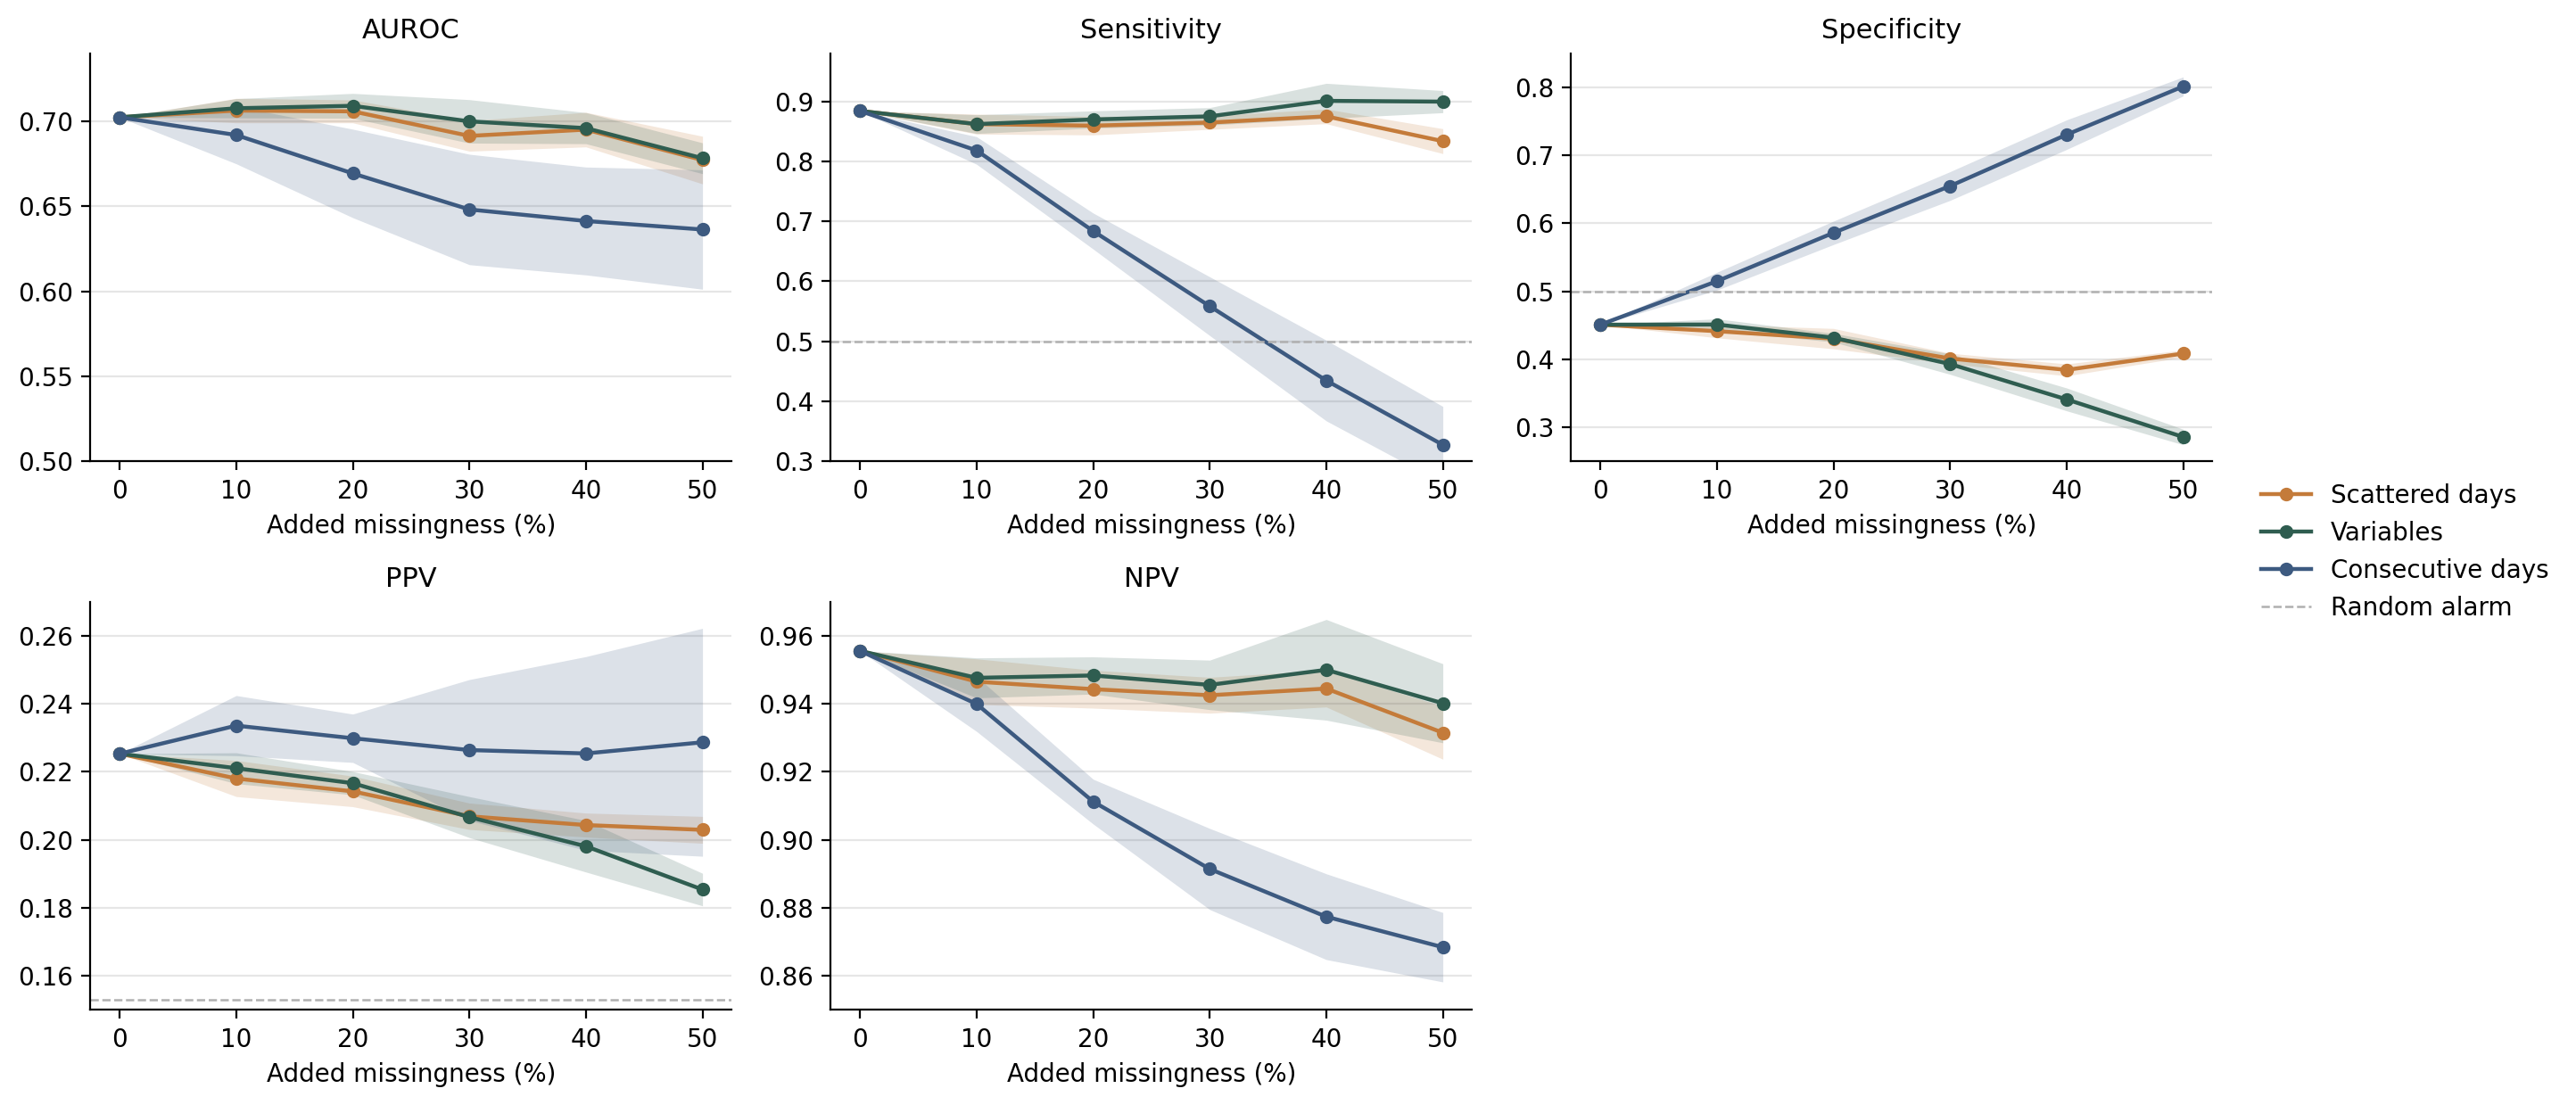 AUROC
0.70
0.65
0.60
0.55
0.50
0 10 20 30 40 50
Added missingness (%)
Sensitivity
0.9
0.8
0.7
0.6
0.5
0.4
0.3
0 10 20 30 40 50
Added missingness (%)
Specificity
0.8
0.7
0.6
0.5
0.4
0.3
0 10 20 30 40 50
Added missingness (%)
Scattered days
Variables
Consecutive days
Random alarm
PPV
0.26
0.24
0.22
0.20
0.18
0.16
0 10 20 30 40 50
Added missingness (%)
NPV
0.96
0.94
0.92
0.90
0.88
0.86
0 10 20 30 40 50
Added missingness (%)